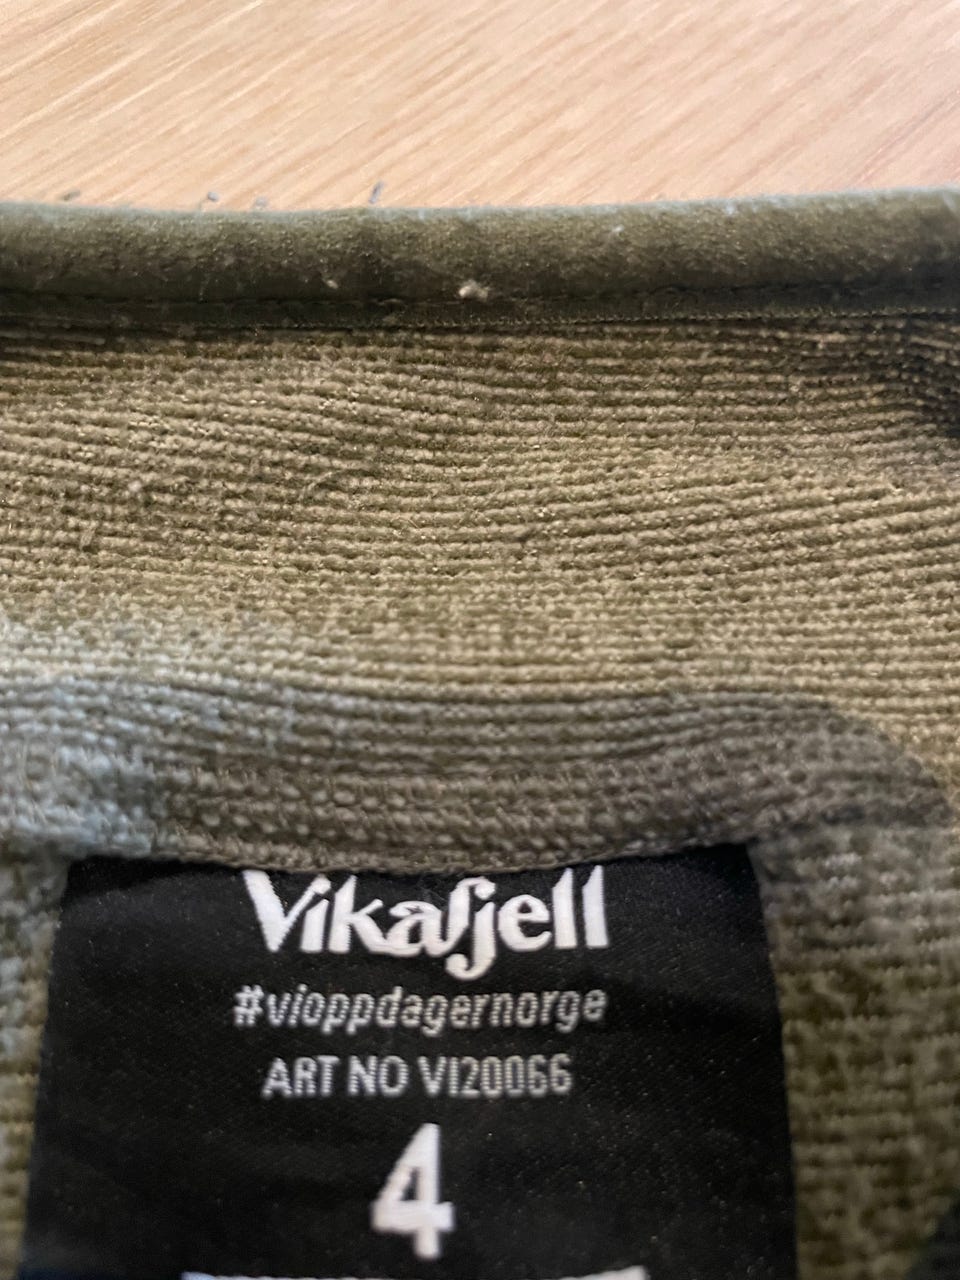 Vikafjell
#vioppdagernorge
ART NO VI20066
4